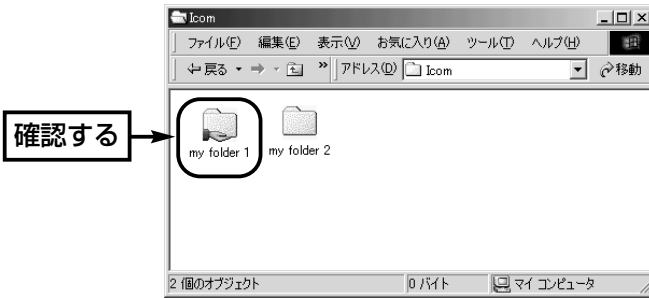 Icom
ファイル(F) 編集(E) 表示(V) お気に入り(A) ツール(T) ヘルプ(H)
戻る » アドレス(D) Icom 移動
確認する
my folder 1 my folder 2
2 個のオブジェクト 0 バイト マイ コンピュータ